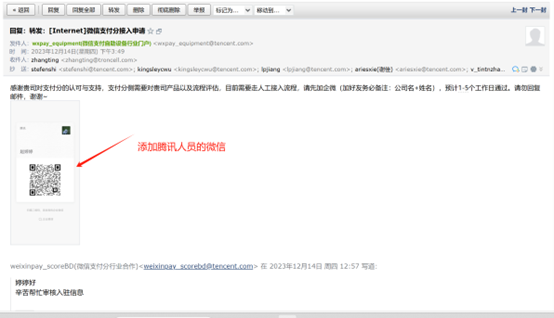 « 返回 回复 回复全部 转发 删除 彻底删除 举报 标记为... 移动到... 上一封 下一封
回复：转发：[Internet]微信支付分接入申请
发件人：wxpay_equipment(微信支付自助设备行业门户) <wxpay_equipment@tencent.com>
时 间：2023年12月14日(星期四) 下午3:49
收件人：zhangting <zhangting@troncell.com>
抄 送：stefenshi <stefenshi@tencent.com>; kingsleycwu <kingsleycwu@tencent.com>; lpjiang <lpjiang@tencent.com>; ariesxie(谢恰) <ariesxie@tencent.com>;
感谢贵司对支付分的认可与支持，支付分侧需要对贵司产品以及流程评估，目前需要走人工接入流程，请先加企微（加好友务必备注：公司名+姓名），预计1-5个工作日通过。请勿回复
邮件，谢谢~
添加腾讯人员的微信
weixinpay_scoreBD(微信支付分行业合作)<weixinpay_scorebd@tencent.com> 在 2023年12月14日 周四 12:57 写道:
婷婷好
辛苦帮忙审核入驻信息